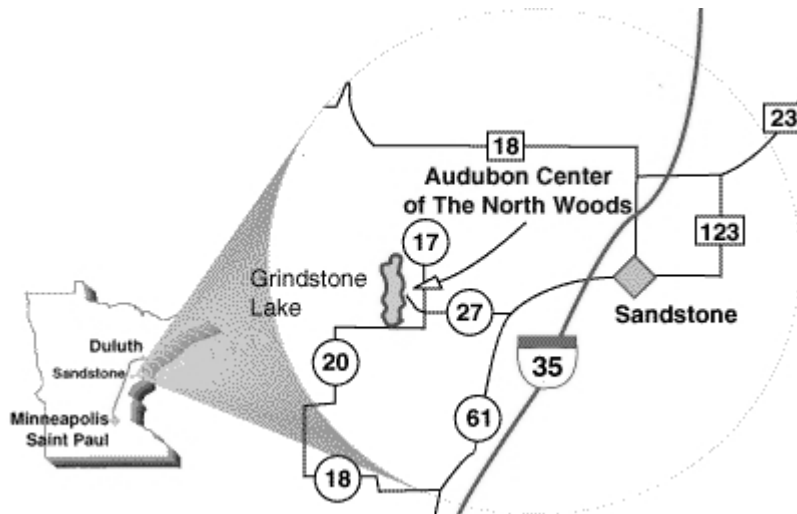 23
18
Audubon Center
of The North Woods
123
17
Grindstone
Lake
27
Sandstone
Duluth
20
35
Sandstone
61
Minneapolis
Saint Paul
18